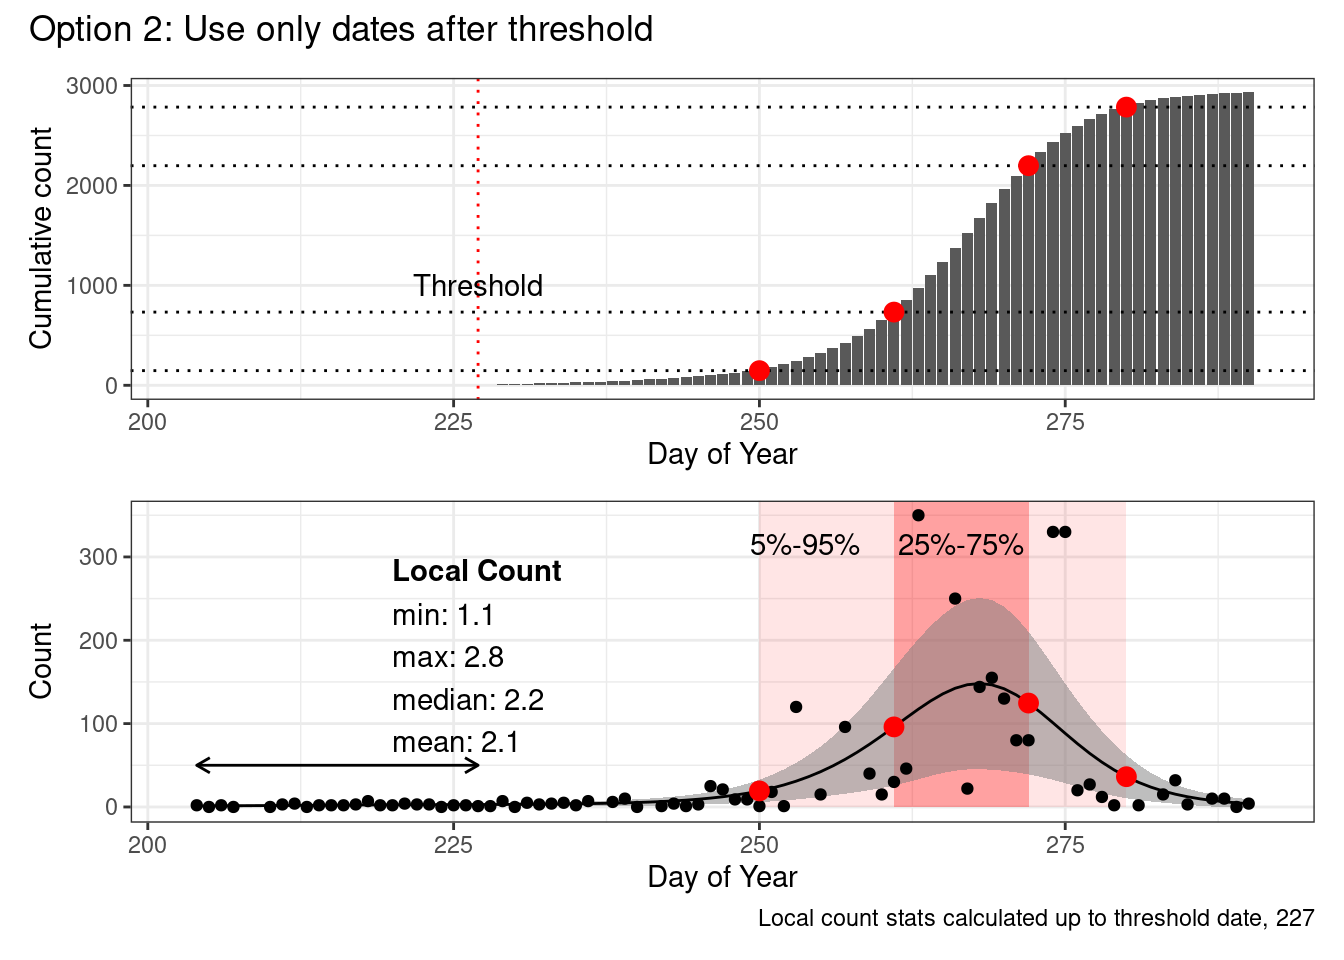 Option 2: Use only dates after threshold
3000
2000
1000
0
Cumulative count
Threshold
200 225 250 275
Day of Year
300
200
100
0
Count
5%-95% 25%-75%
Local Count
min: 1.1
max: 2.8
median: 2.2
mean: 2.1
200 225 250 275
Day of Year
Local count stats calculated up to threshold date, 227